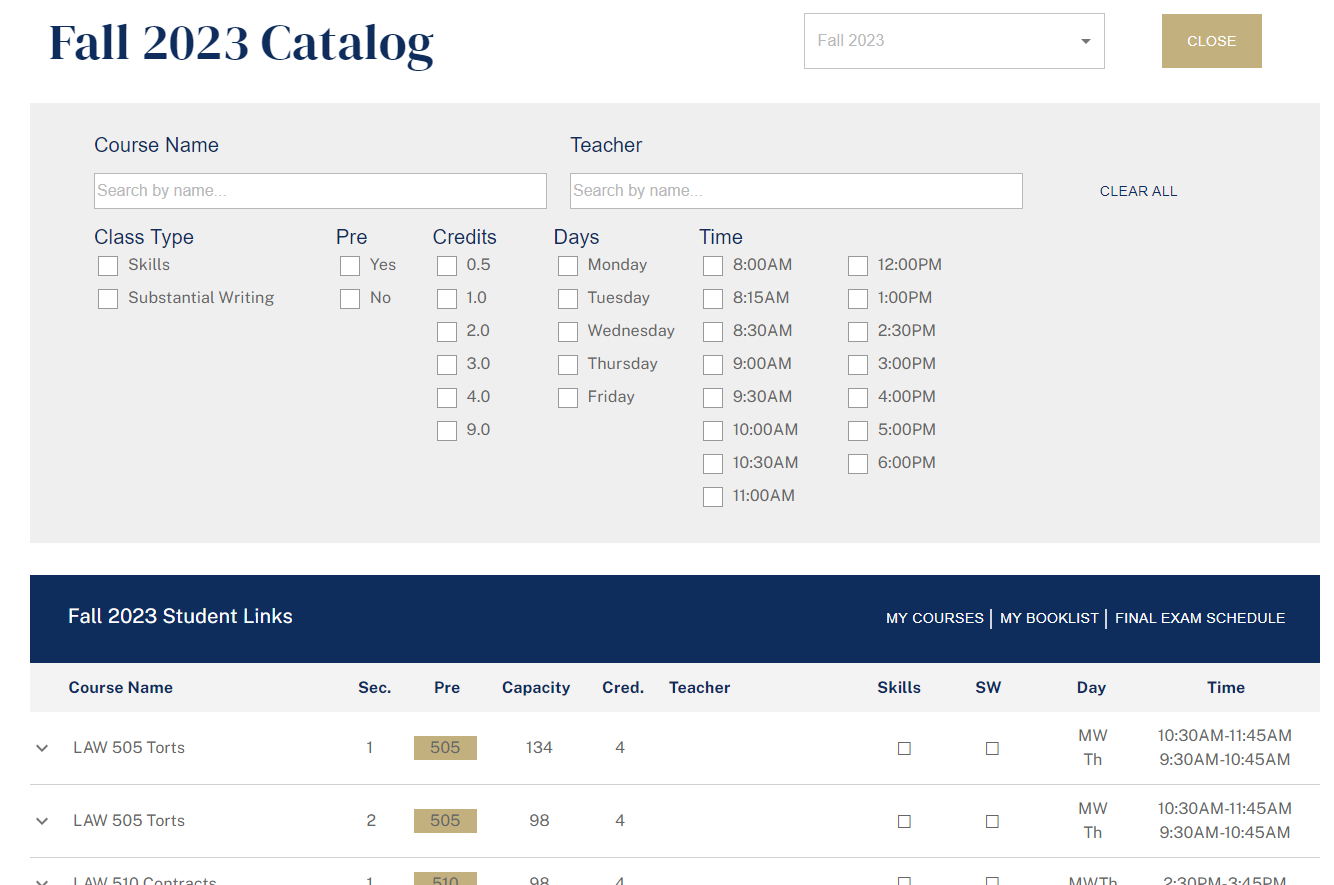 Fall 2023 Catalog
Fall 2023
CLOSE
Course Name
Teacher
Search by name...
Search by name...
CLEAR ALL
Class Type
Skills
Substantial Writing
Pre
Yes
No
Credits
0.5
1.0
2.0
3.0
4.0
9.0
Days
Monday
Tuesday
Wednesday
Thursday
Friday
Time
8:00AM
8:15AM
8:30AM
9:00AM
9:30AM
10:00AM
10:30AM
11:00AM
12:00PM
1:00PM
2:30PM
3:00PM
4:00PM
5:00PM
6:00PM
Fall 2023 Student Links
MY COURSES | MY BOOKLIST | FINAL EXAM SCHEDULE
Course Name Sec. Pre Capacity Cred. Teacher Skills SW Day Time
LAW 505 Torts 1 505 134 4 MW 10:30AM-11:45AM
Th 9:30AM-10:45AM
LAW 505 Torts 2 505 98 4 MW 10:30AM-11:45AM
Th 9:30AM-10:45AM
LAW 510 Contracts 1 510 98 4 MWTh 2:30PM-3:45PM